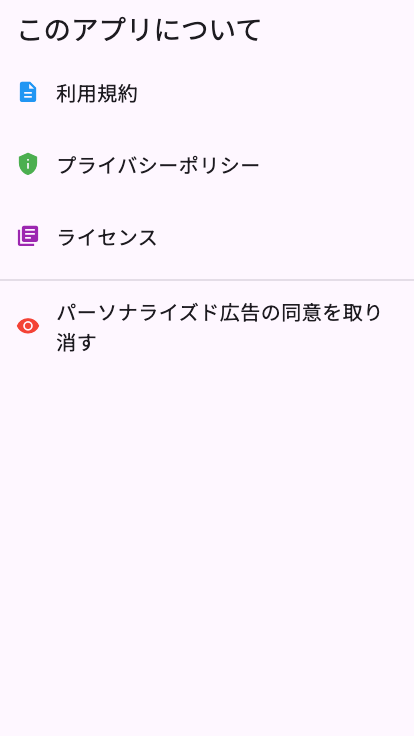 このアプリについて
利用規約
プライバシーポリシー
ライセンス
パーソナライズド広告の同意を取り
消す